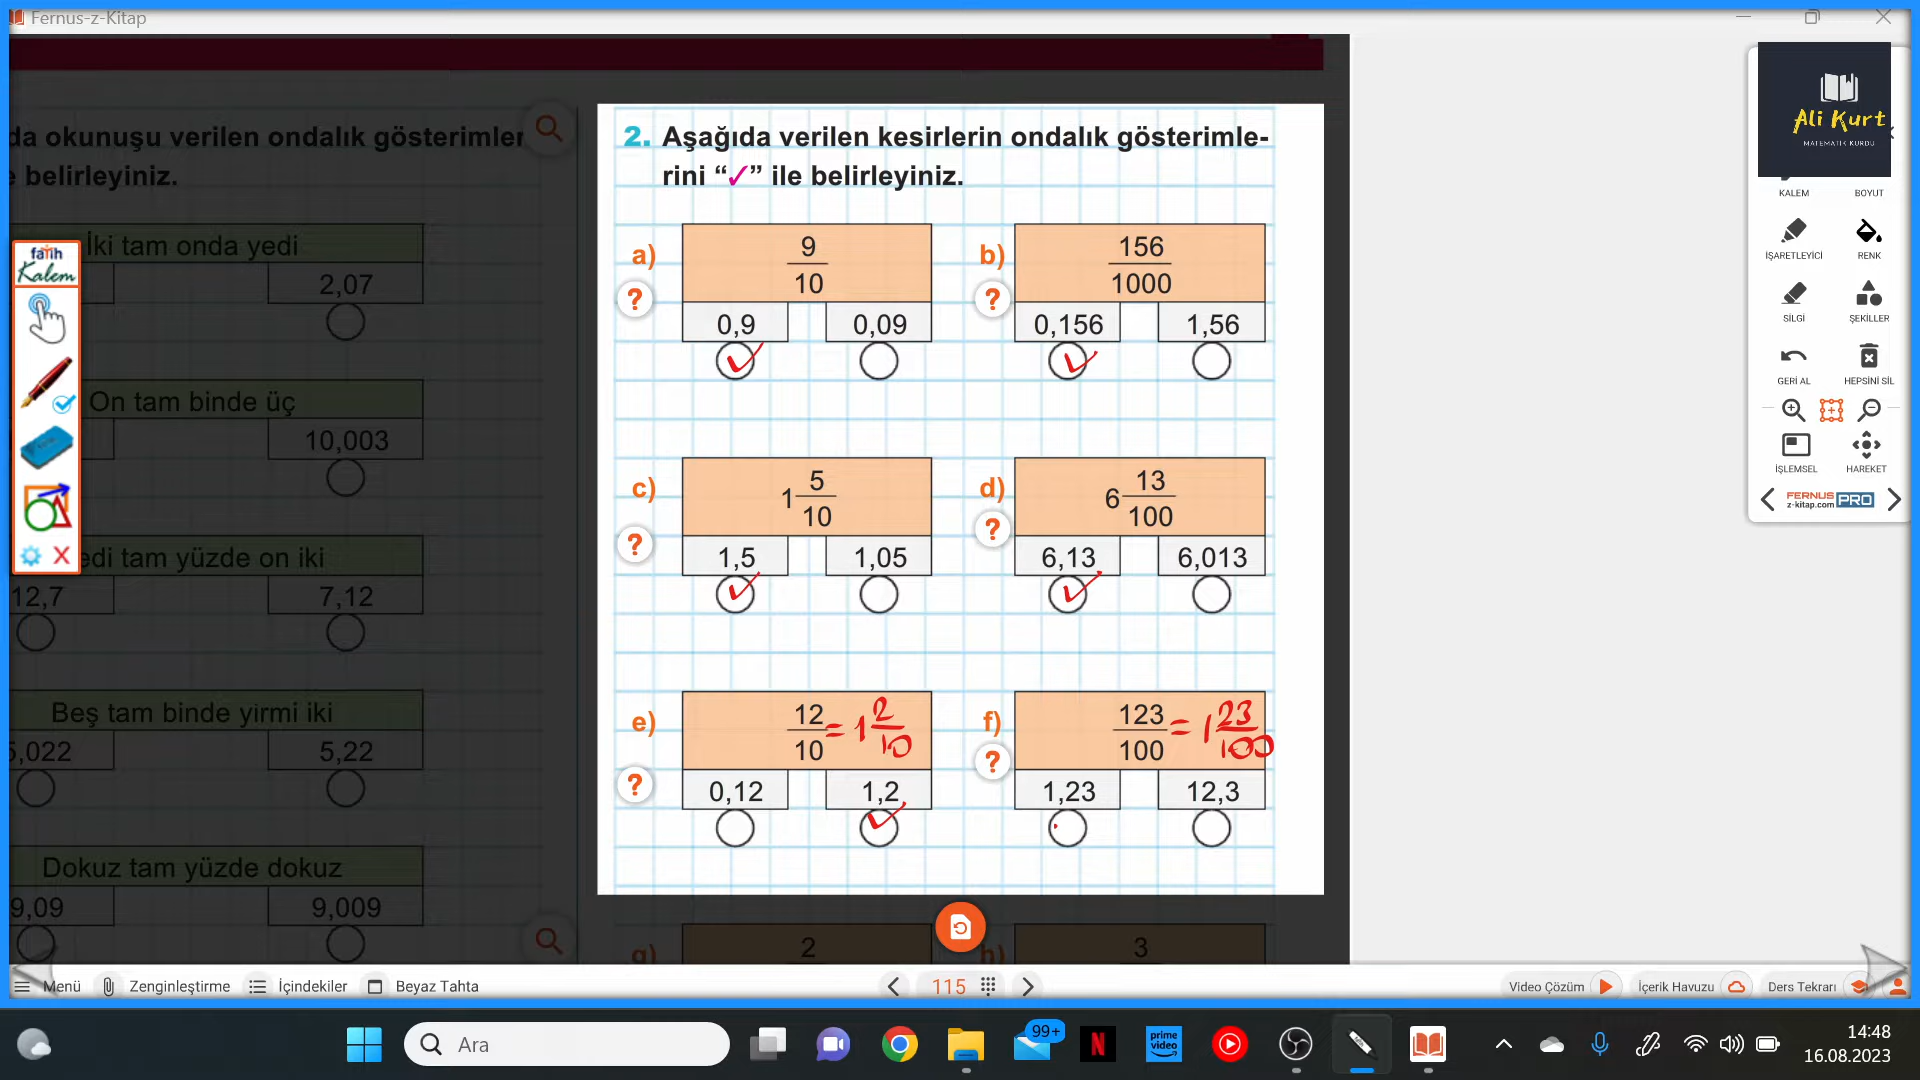 Fernus-z-Kitap
da okunuşu verilen ondalık gösterimler
e belirleyiniz.
İki tam onda yedi
2,07
On tam binde üç
10,003
edi tam yüzde on iki
12,7
7,12
Beş tam binde yirmi iki
5,022
5,22
Dokuz tam yüzde dokuz
9,09
9,009
fatih
Kalem
2. Aşağıda verilen kesirlerin ondalık gösterimle-
rini “✓” ile belirleyiniz.
a)
9
10
?
0,9
0,09
✓
b)
156
1000
?
0,156
1,56
✓
c)
1 5
10
?
1,5
1,05
✓
d)
6 13
100
?
6,13
6,013
✓
e)
12 = 1 2
10 10
?
0,12
1,2
✓
f)
123 = 1 23
100 100
?
1,23
12,3
g)
2
h)
3
Ali Kurt
MATEMATİK KURDU
KALEM
BOYUT
İŞARETLEYİCİ
RENK
SİLGİ
ŞEKİLLER
GERİ AL
HEPSİNİ SİL
İŞLEMSEL
HAREKET
FERNUS PRO
z-kitap.com
Menü
Zenginleştirme
İçindekiler
Beyaz Tahta
115
Video Çözüm
İçerik Havuzu
Ders Tekrarı
Ara
99+
N
prime
video
14:48
16.08.2023